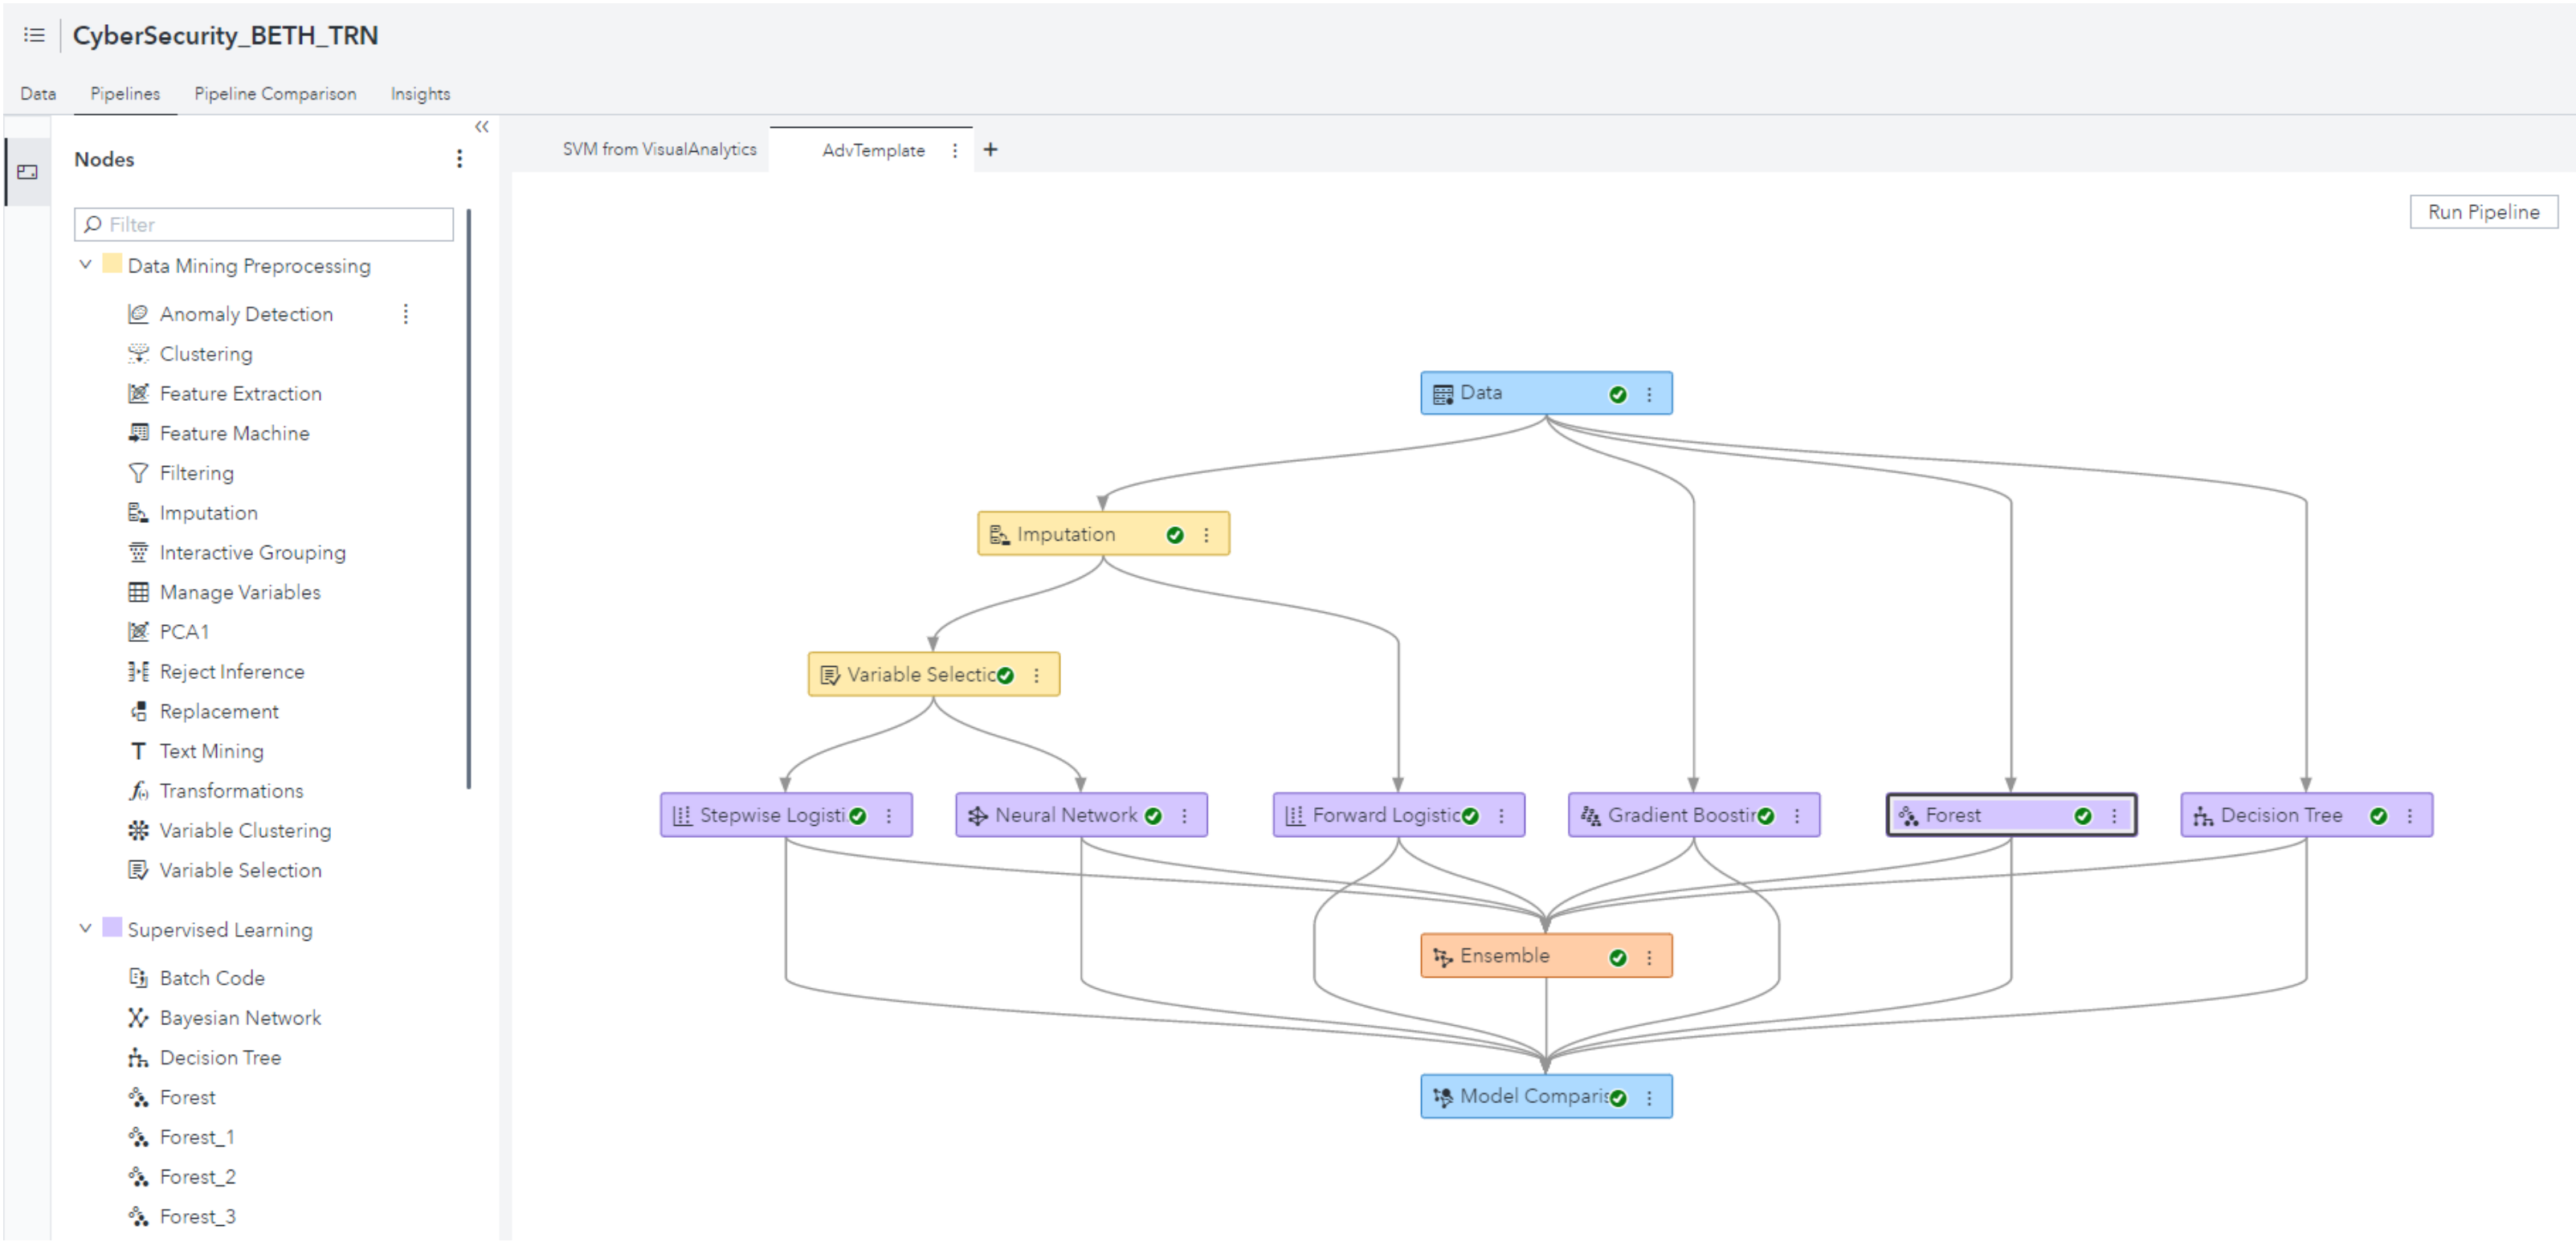 CyberSecurity_BETH_TRN
Data Pipelines Pipeline Comparison Insights
Nodes
SVM from VisualAnalytics AdvTemplate +
Run Pipeline
Filter
Data Mining Preprocessing
Anomaly Detection
Clustering
Feature Extraction
Feature Machine
Filtering
Imputation
Interactive Grouping
Manage Variables
PCA1
Reject Inference
Replacement
Text Mining
Transformations
Variable Clustering
Variable Selection
Supervised Learning
Batch Code
Bayesian Network
Decision Tree
Forest
Forest_1
Forest_2
Forest_3
Data
Imputation
Variable Selectic
Stepwise Logisti
Neural Network
Forward Logistic
Gradient Boostin
Forest
Decision Tree
Ensemble
Model Comparis